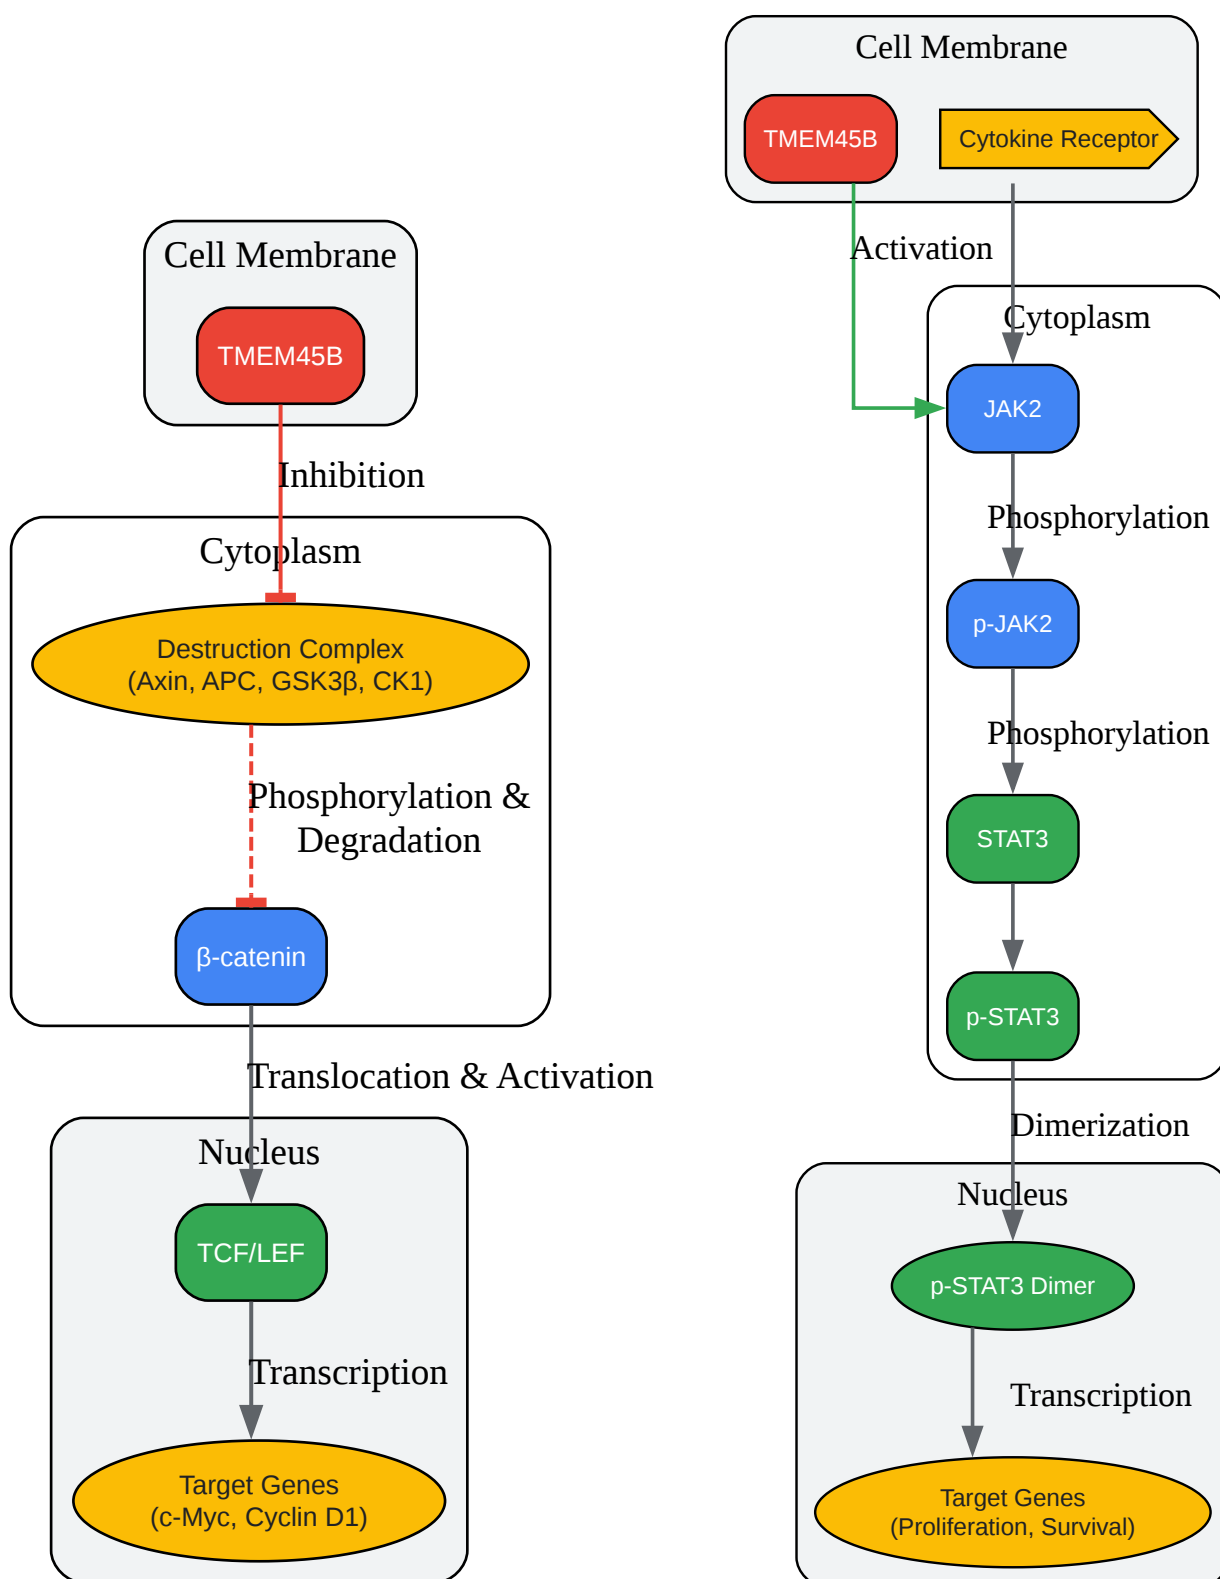 Cell Membrane
TMEM45B
Inhibition
Cytoplasm
Destruction Complex
(Axin, APC, GSK3β, CK1)
Phosphorylation &
Degradation
β-catenin
Translocation & Activation
Nucleus
TCF/LEF
Transcription
Target Genes
(c-Myc, Cyclin D1)
Cell Membrane
TMEM45B
Cytokine Receptor
Activation
Cytoplasm
JAK2
Phosphorylation
p-JAK2
Phosphorylation
STAT3
p-STAT3
Dimerization
Nucleus
p-STAT3 Dimer
Transcription
Target Genes
(Proliferation, Survival)